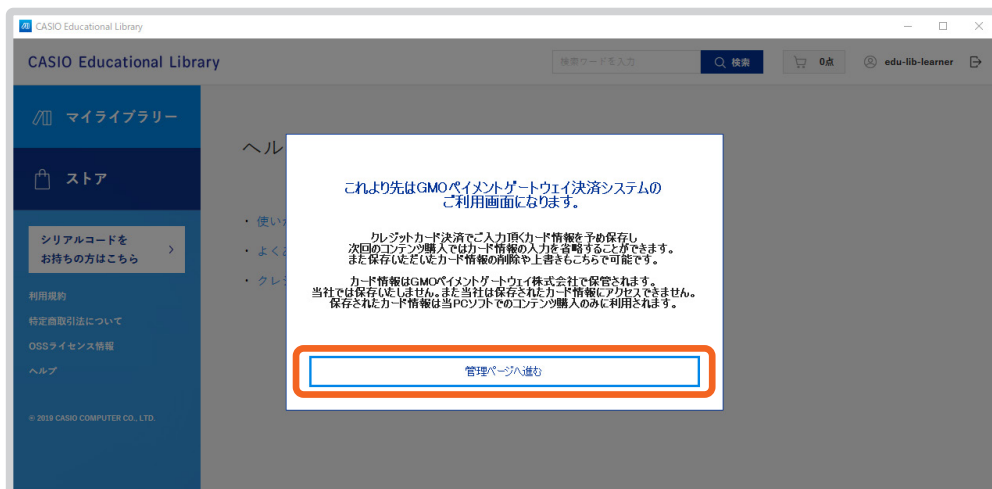 CASIO Educational Library
CASIO Educational Library
検索ワードを入力
検索
0点
edu-lib-learner
マイライブラリー
ストア
シリアルコードを
お持ちの方はこちら
利用規約
特定商取引法について
OSSライセンス情報
ヘルプ
© 2019 CASIO COMPUTER CO., LTD.
ヘル
・使い
・よく
・クレ
これより先はGMOペイメントゲートウェイ決済システムの
ご利用画面になります。
クレジットカード決済でご入力頂くカード情報を予め保存し
次回のコンテンツ購入ではカード情報の入力を省略することができます。
また保存いただいたカード情報の削除や上書きもこちらで可能です。
カード情報はGMOペイメントゲートウェイ株式会社で保管されます。
当社では保存いたしません。また当社は保存されたカード情報にアクセスできません。
保存されたカード情報は当PCソフトでのコンテンツ購入のみに利用されます。
管理ページへ進む